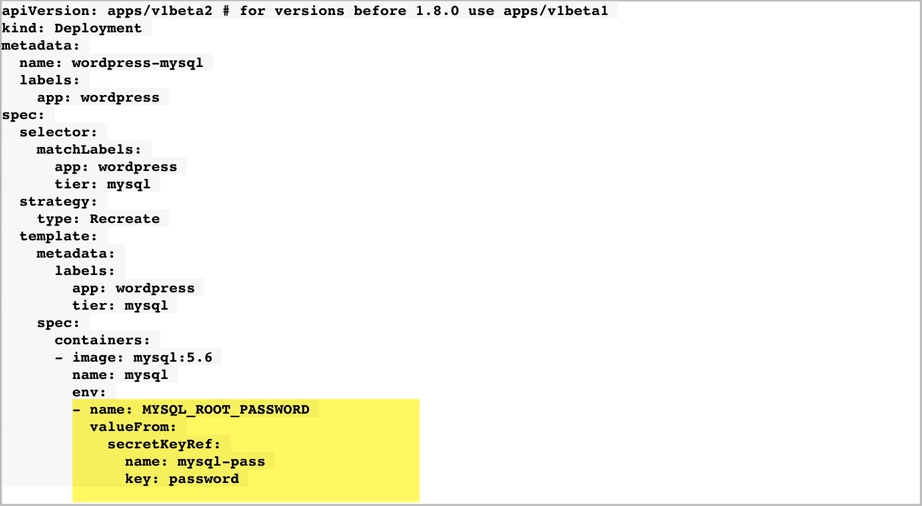 apiVersion: apps/v1beta2 # for versions before 1.8.0 use apps/v1beta1
kind: Deployment
metadata:
  name: wordpress-mysql
  labels:
    app: wordpress
spec:
  selector:
    matchLabels:
      app: wordpress
      tier: mysql
  strategy:
    type: Recreate
  template:
    metadata:
      labels:
        app: wordpress
        tier: mysql
    spec:
      containers:
      - image: mysql:5.6
        name: mysql
        env:
        - name: MYSQL_ROOT_PASSWORD
          valueFrom:
            secretKeyRef:
              name: mysql-pass
              key: password